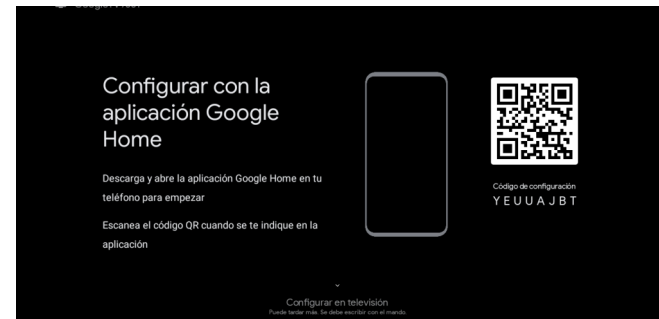 Configurar con la
aplicación Google
Home
Descarga y abre la aplicación Google Home en tu
teléfono para empezar
Escanea el código QR cuando se te indique en la
aplicación
Código de configuración
YEUUAJBT
Configurar en televisión
Puede tardar más. Se debe escribir con el mando